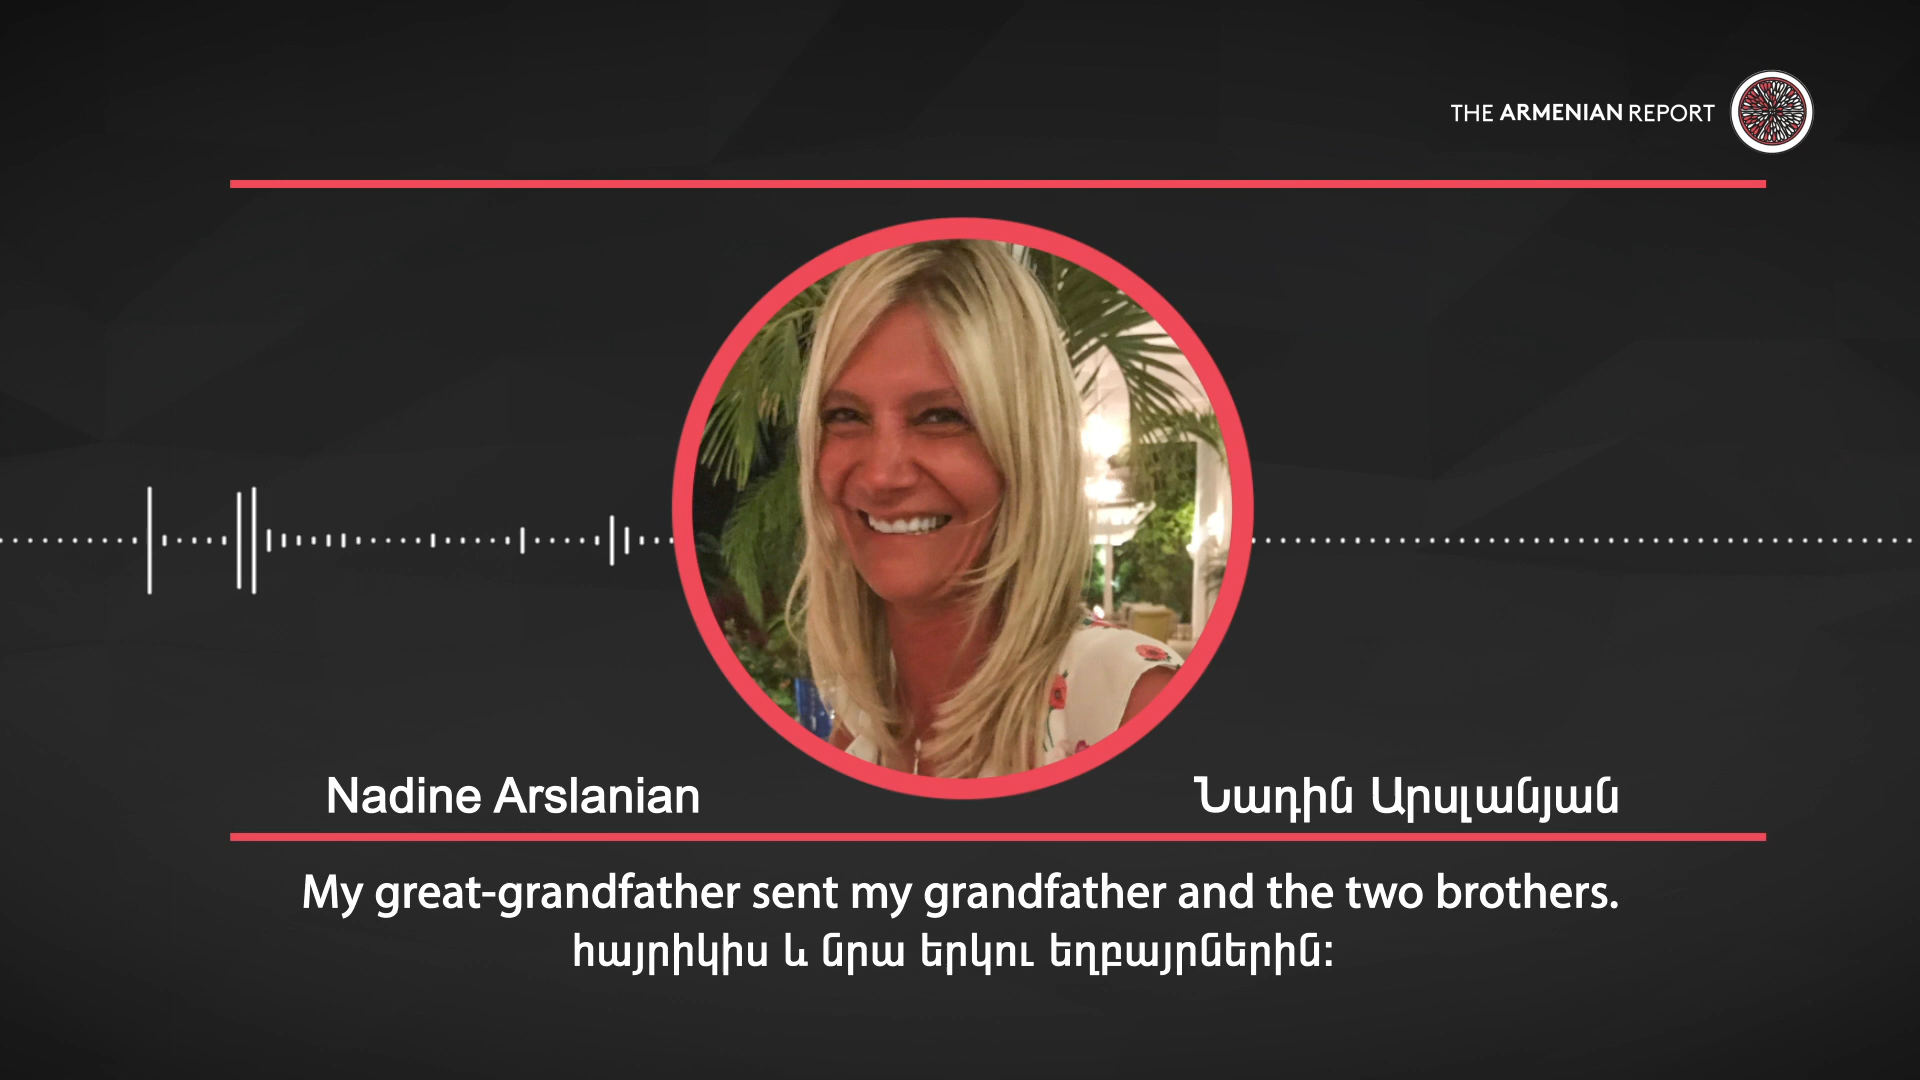 THE ARMENIAN REPORT
Nadine Arslanian
Նադին Արսլանյան
My great-grandfather sent my grandfather and the two brothers.
հայրիկիս և նրա երկու եղբայրներին: